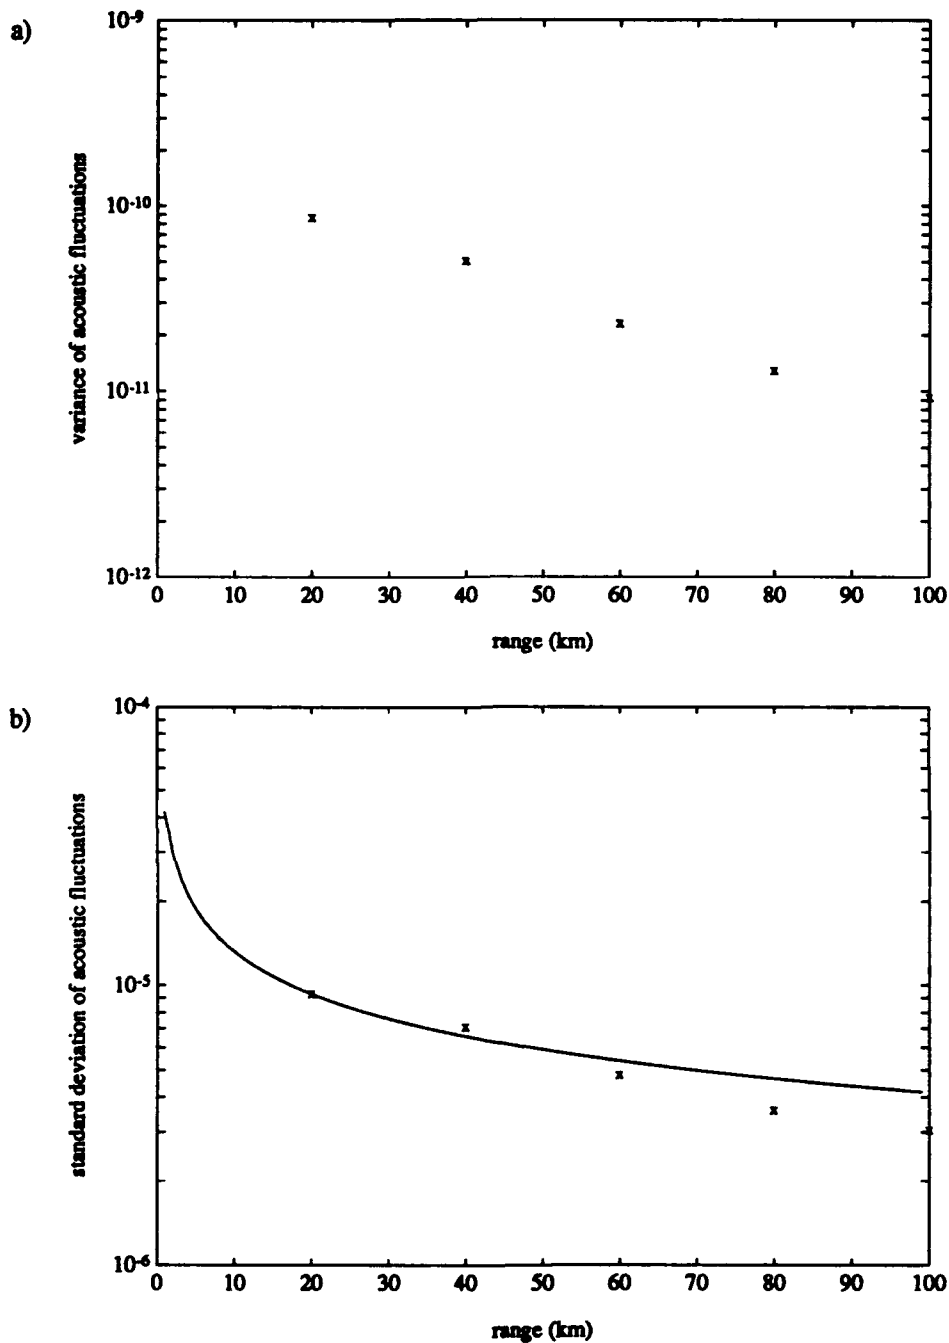 a)
variance of acoustic fluctuations
10-9
10-10
10-11
10-12
0 10 20 30 40 50 60 70 80 90 100
range (km)
b)
standard deviation of acoustic fluctuations
10-4
10-5
10-6
0 10 20 30 40 50 60 70 80 90 100
range (km)